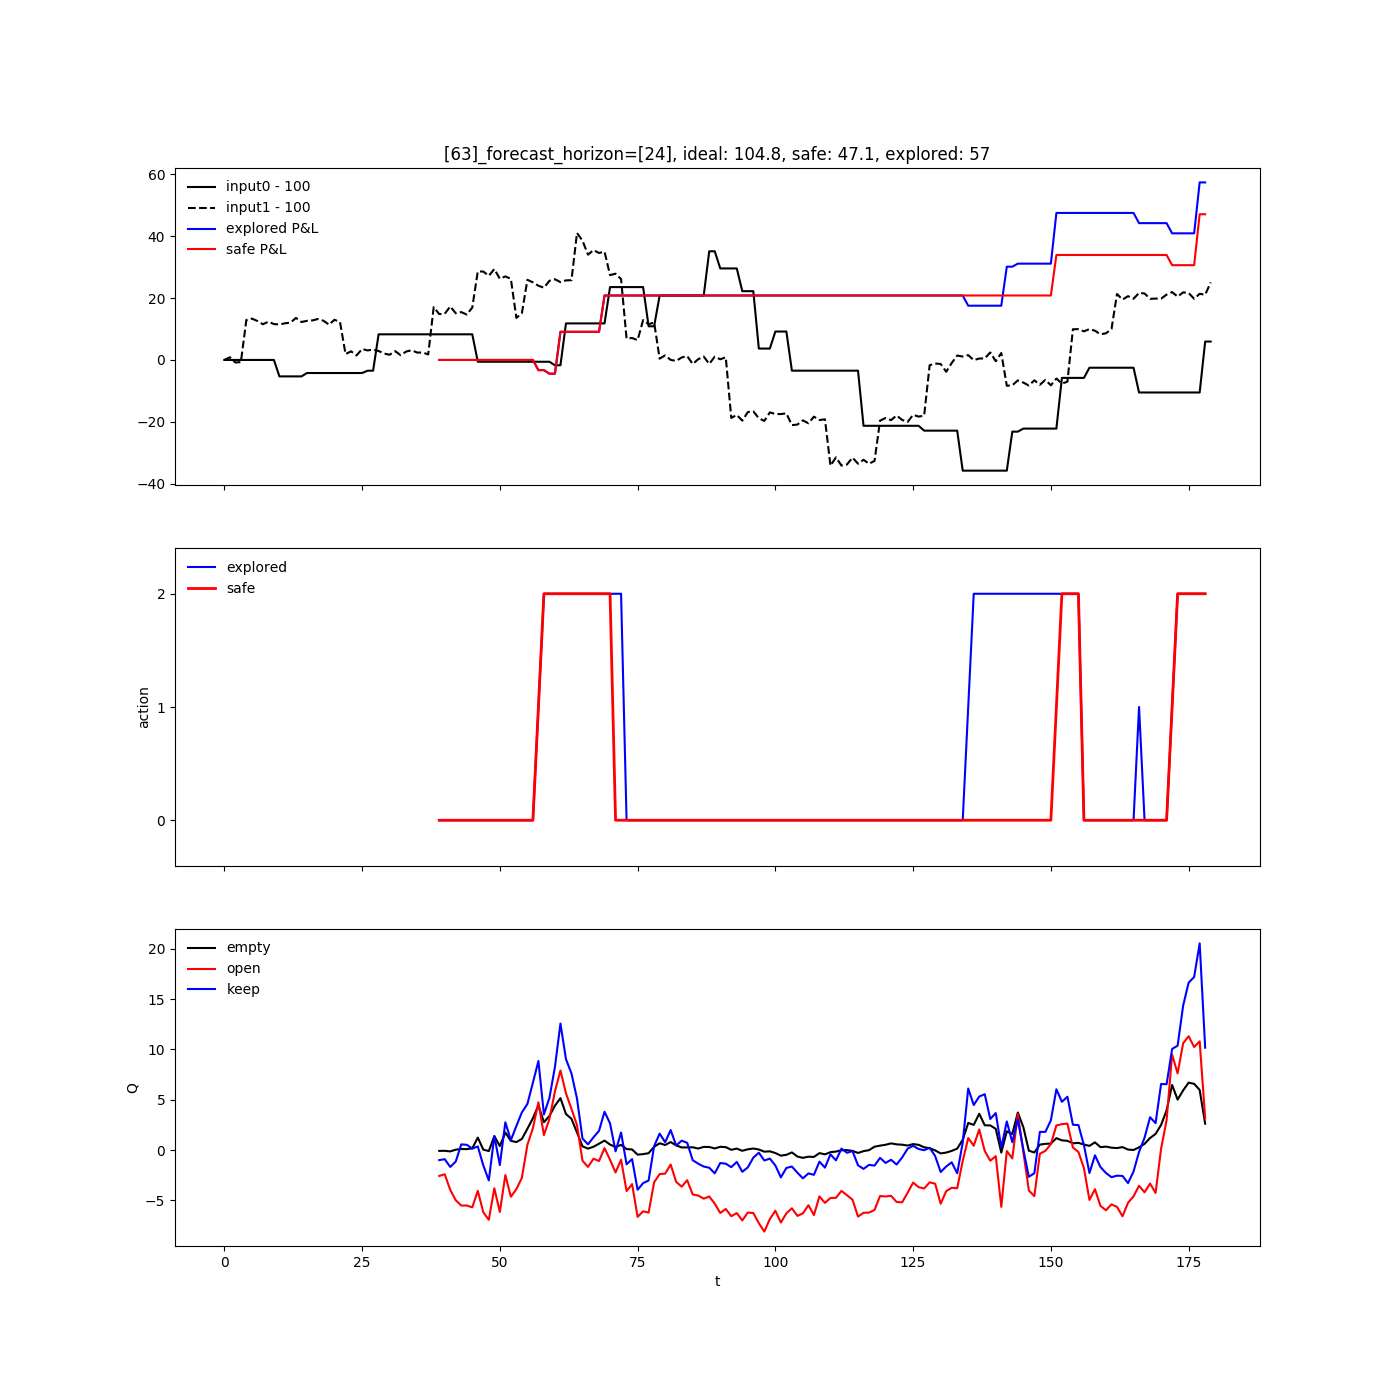 [63]_forecast_horizon=[24], ideal: 104.8, safe: 47.1, explored: 57
60
40
20
0
−20
−40
input0 - 100
input1 - 100
explored P&L
safe P&L
action
2
1
0
explored
safe
Q
20
15
10
5
0
−5
empty
open
keep
0 25 50 75 100 125 150 175
t